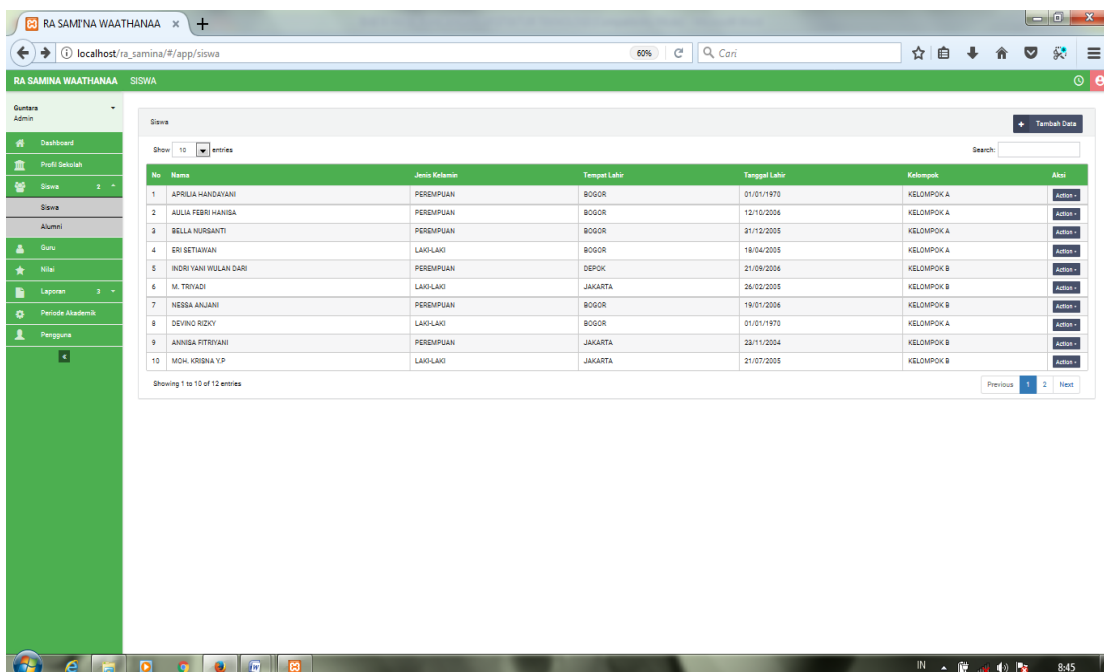 RA SAMI'NA WAATHANAA × +
localhost/ra_samina/#/app/siswa 60% Cari
RA SAMINA WAATHANAA SISWA
Guntara
Admin
Dashboard
Profil Sekolah
Siswa 2
Siswa
Alumni
Guru
Nilai
Laporan 3
Periode Akademik
Pengguna
Siswa + Tambah Data
Show 10 entries Search:
No Nama Jenis Kelamin Tempat Lahir Tanggal Lahir Kelompok Aksi
1 APRILIA HANDAYANI PEREMPUAN BOGOR 01/01/1970 KELOMPOK A Action
2 AULIA FEBRI HANISA PEREMPUAN BOGOR 12/10/2006 KELOMPOK A Action
3 BELLA NURSANTI PEREMPUAN BOGOR 31/12/2005 KELOMPOK A Action
4 ERI SETIAWAN LAKI-LAKI BOGOR 19/04/2005 KELOMPOK A Action
5 INDRI YANI WULAN DARI PEREMPUAN DEPOK 21/09/2006 KELOMPOK B Action
6 M. TRIYADI LAKI-LAKI JAKARTA 26/02/2005 KELOMPOK B Action
7 NESSA ANJANI PEREMPUAN BOGOR 19/01/2006 KELOMPOK B Action
8 DEVINO RIZKY LAKI-LAKI BOGOR 01/01/1970 KELOMPOK A Action
9 ANNISA FITRIYANI PEREMPUAN JAKARTA 23/11/2004 KELOMPOK B Action
10 MOH. KRISNA Y.P LAKI-LAKI JAKARTA 21/07/2005 KELOMPOK B Action
Showing 1 to 10 of 12 entries Previous 1 2 Next
IN 8:45